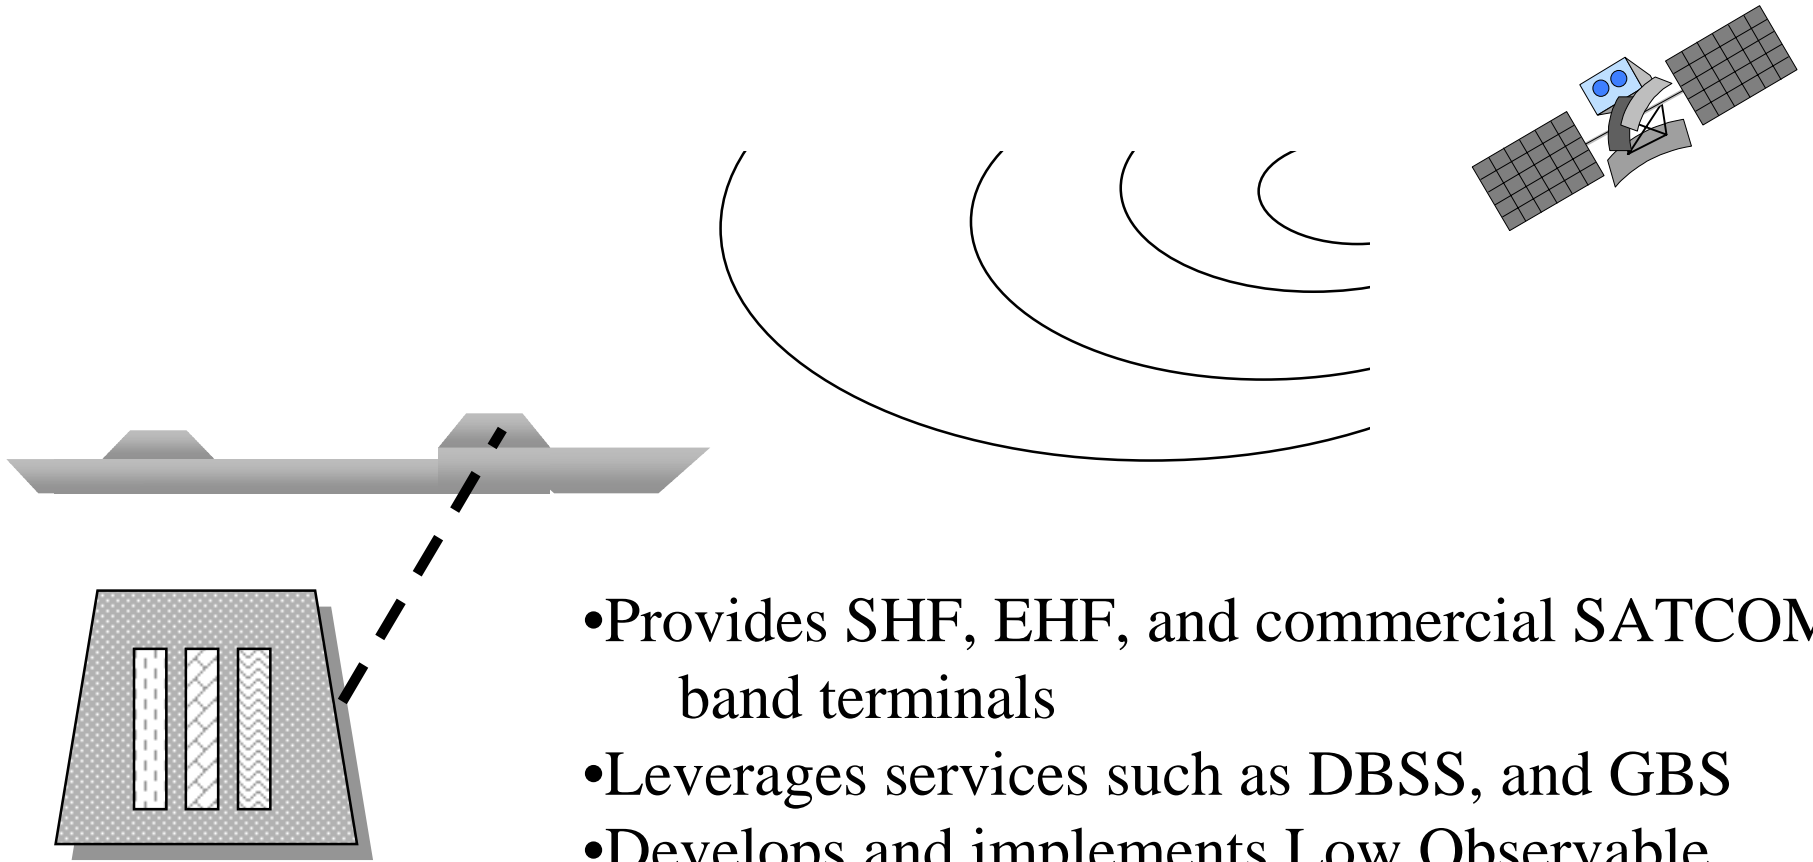 •Provides SHF, EHF, and commercial SATCOM
band terminals
•Leverages services such as DBSS, and GBS
•Develops and implements Low Observable